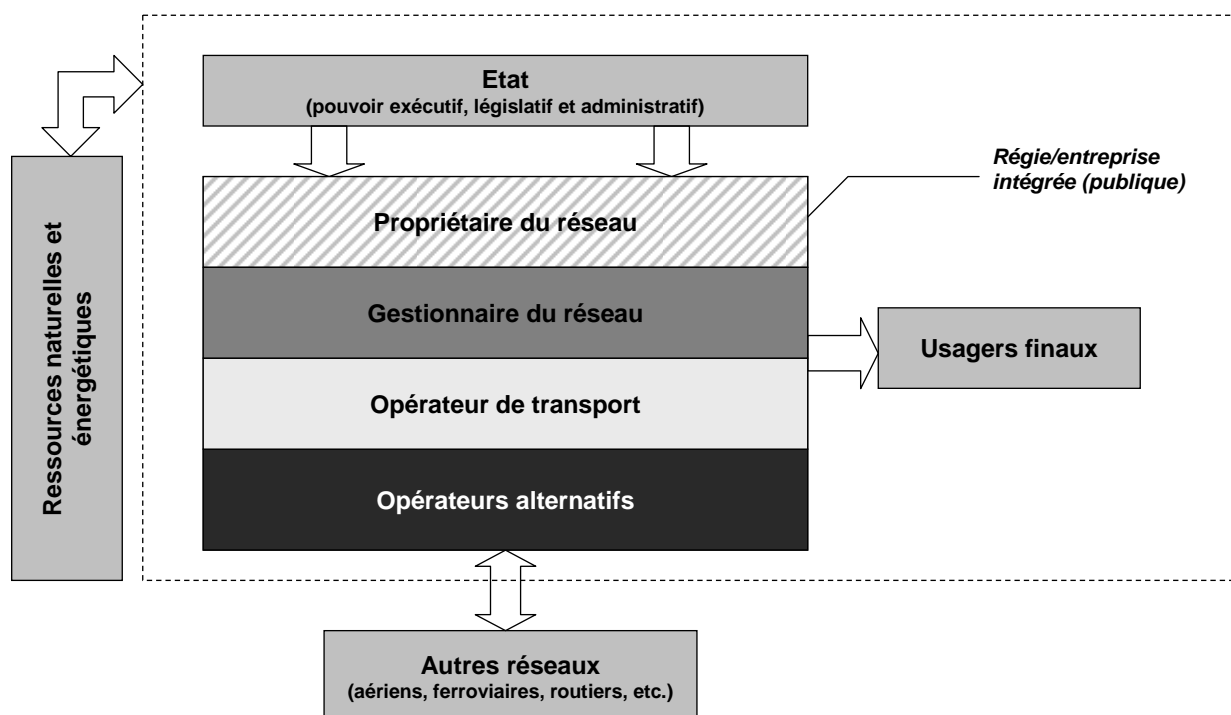 Etat
(pouvoir exécutif, législatif et administratif)
Régie/entreprise
intégrée (publique)
Propriétaire du réseau
Gestionnaire du réseau
Usagers finaux
Opérateur de transport
Opérateurs alternatifs
Ressources naturelles et
énergétiques
Autres réseaux
(aériens, ferroviaires, routiers, etc.)